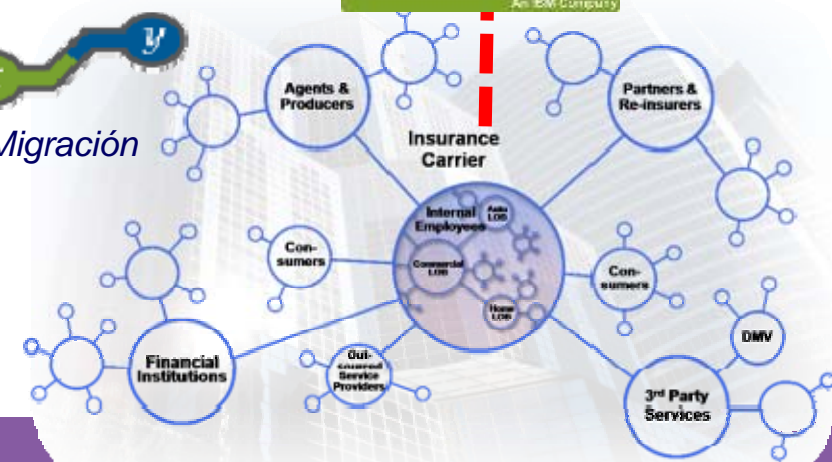 An IBM Company
y
Migración
Agents &
Producers
Partners &
Re-insurers
Insurance
Carrier
Internal
Employees
Auto
LOB
Commercial
LOB
Home
LOB
Con-
sumers
Con-
sumers
DMV
Financial
Institutions
Out-
sourced
Service
Providers
3rd Party
Services